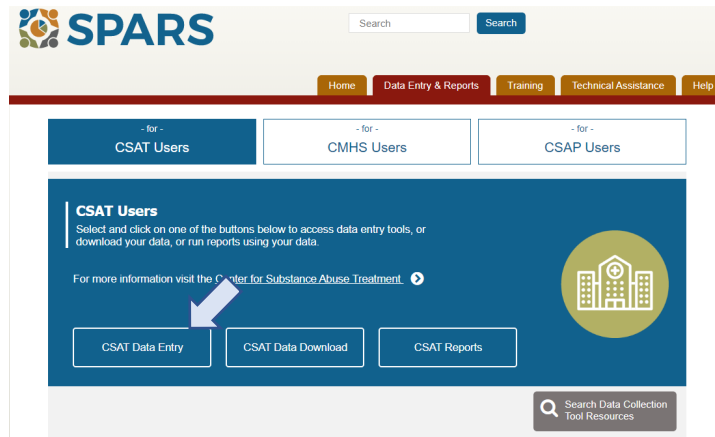 SPARS
Search
Search
Home
Data Entry & Reports
Training
Technical Assistance
Help
- for -
CSAT Users
- for -
CMHS Users
- for -
CSAP Users
CSAT Users
Select and click on one of the buttons below to access data entry tools, or
download your data, or run reports using your data.
For more information visit the Center for Substance Abuse Treatment
CSAT Data Entry
CSAT Data Download
CSAT Reports
Search Data Collection
Tool Resources